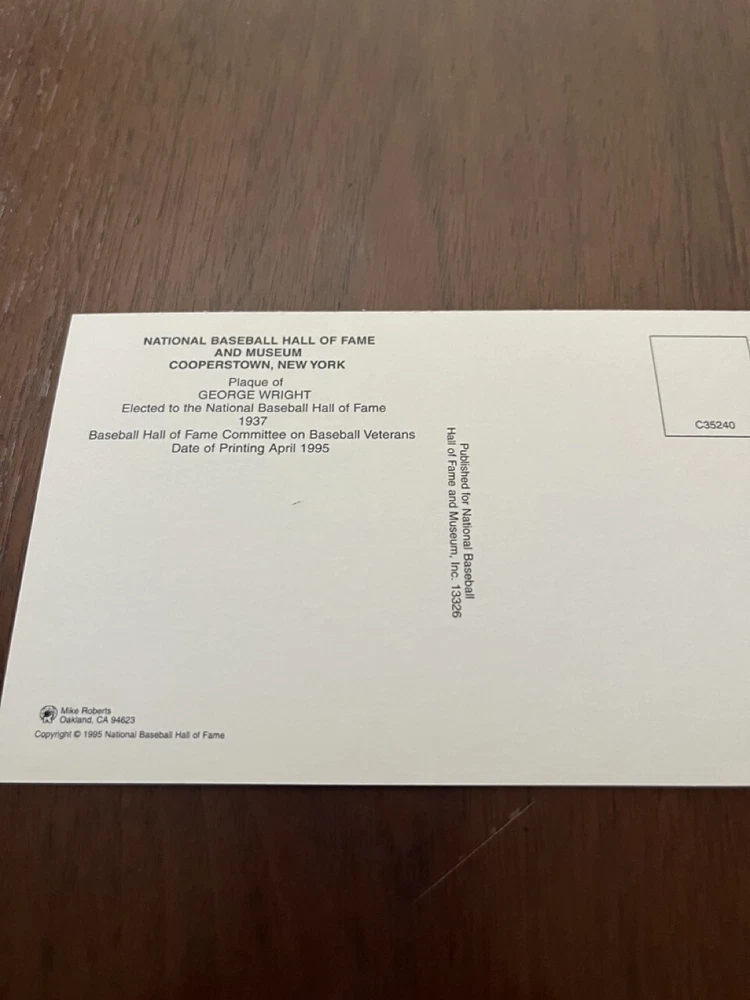 NATIONAL BASEBALL HALL OF FAME
AND MUSEUM
COOPERSTOWN, NEW YORK
Plaque of
GEORGE WRIGHT
Elected to the National Baseball Hall of Fame
1937
Baseball Hall of Fame Committee on Baseball Veterans
Date of Printing April 1995
Published for National Baseball
Hall of Fame and Museum, Inc. 13326
C35240
Mike Roberts
Oakland, CA 94623
Copyright © 1995 National Baseball Hall of Fame